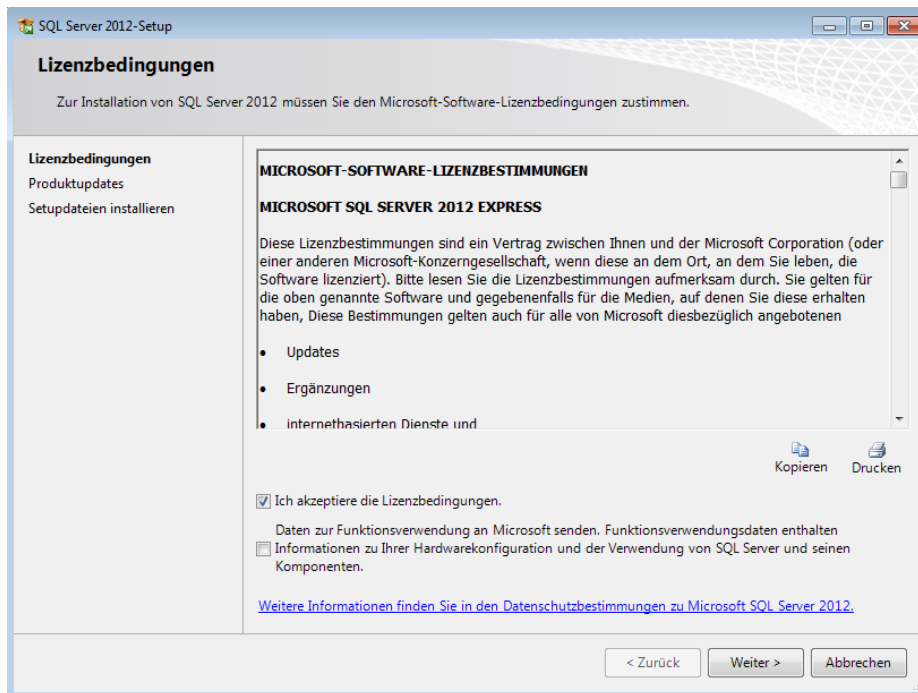 SQL Server 2012-Setup
Lizenzbedingungen
Zur Installation von SQL Server 2012 müssen Sie den Microsoft-Software-Lizenzbedingungen zustimmen.
Lizenzbedingungen
Produktupdates
Setupdateien installieren
MICROSOFT-SOFTWARE-LIZENZBESTIMMUNGEN
MICROSOFT SQL SERVER 2012 EXPRESS
Diese Lizenzbestimmungen sind ein Vertrag zwischen Ihnen und der Microsoft Corporation (oder
einer anderen Microsoft-Konzerngesellschaft, wenn diese an dem Ort, an dem Sie leben, die
Software lizenziert). Bitte lesen Sie die Lizenzbestimmungen aufmerksam durch. Sie gelten für
die oben genannte Software und gegebenenfalls für die Medien, auf denen Sie diese erhalten
haben, Diese Bestimmungen gelten auch für alle von Microsoft diesbezüglich angebotenen
• Updates
• Ergänzungen
• internetbasierten Dienste und
Kopieren
Drucken
Ich akzeptiere die Lizenzbedingungen.
Daten zur Funktionsverwendung an Microsoft senden. Funktionsverwendungsdaten enthalten
Informationen zu Ihrer Hardwarekonfiguration und der Verwendung von SQL Server und seinen
Komponenten.
Weitere Informationen finden Sie in den Datenschutzbestimmungen zu Microsoft SQL Server 2012.
< Zurück
Weiter >
Abbrechen